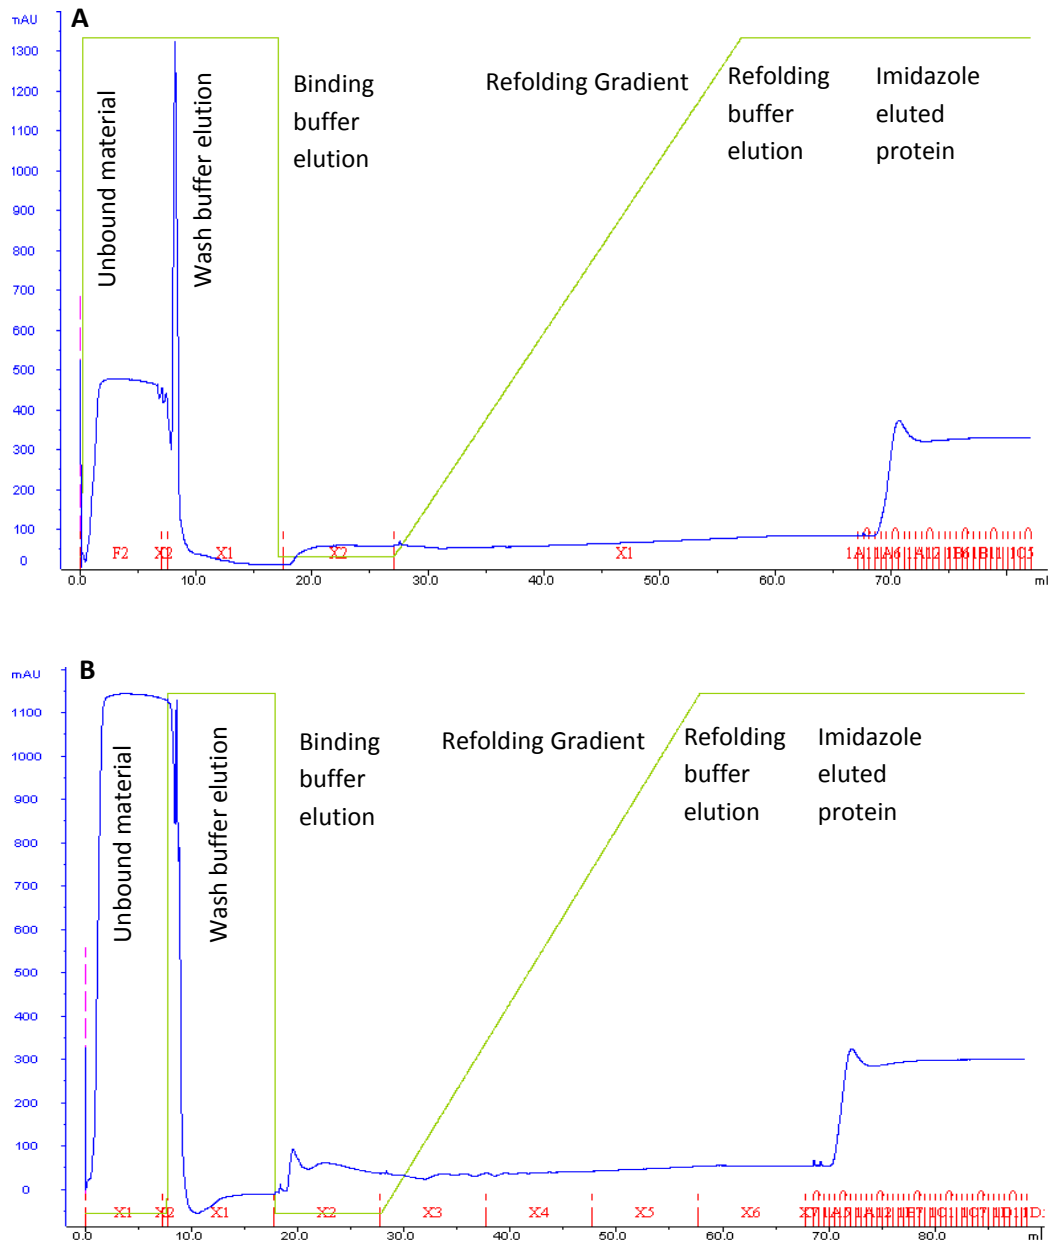 A
mAU
1300
1200
1100
1000
900
800
700
600
500
400
300
200
100
0
Unbound material
Wash buffer elution
Binding
buffer
elution
Refolding Gradient
Refolding
buffer
elution
Imidazole
eluted
protein
F2 X2 X1 X2 X1
0.0 10.0 20.0 30.0 40.0 50.0 60.0 70.0 ml
B
mAU
1100
1000
900
800
700
600
500
400
300
200
100
0
Unbound material
Wash buffer elution
Binding
buffer
elution
Refolding Gradient
Refolding
buffer
elution
Imidazole
eluted
protein
X1 X2 X1 X2 X3 X4 X5 X6 X7
0.0 10.0 20.0 30.0 40.0 50.0 60.0 70.0 80.0 ml